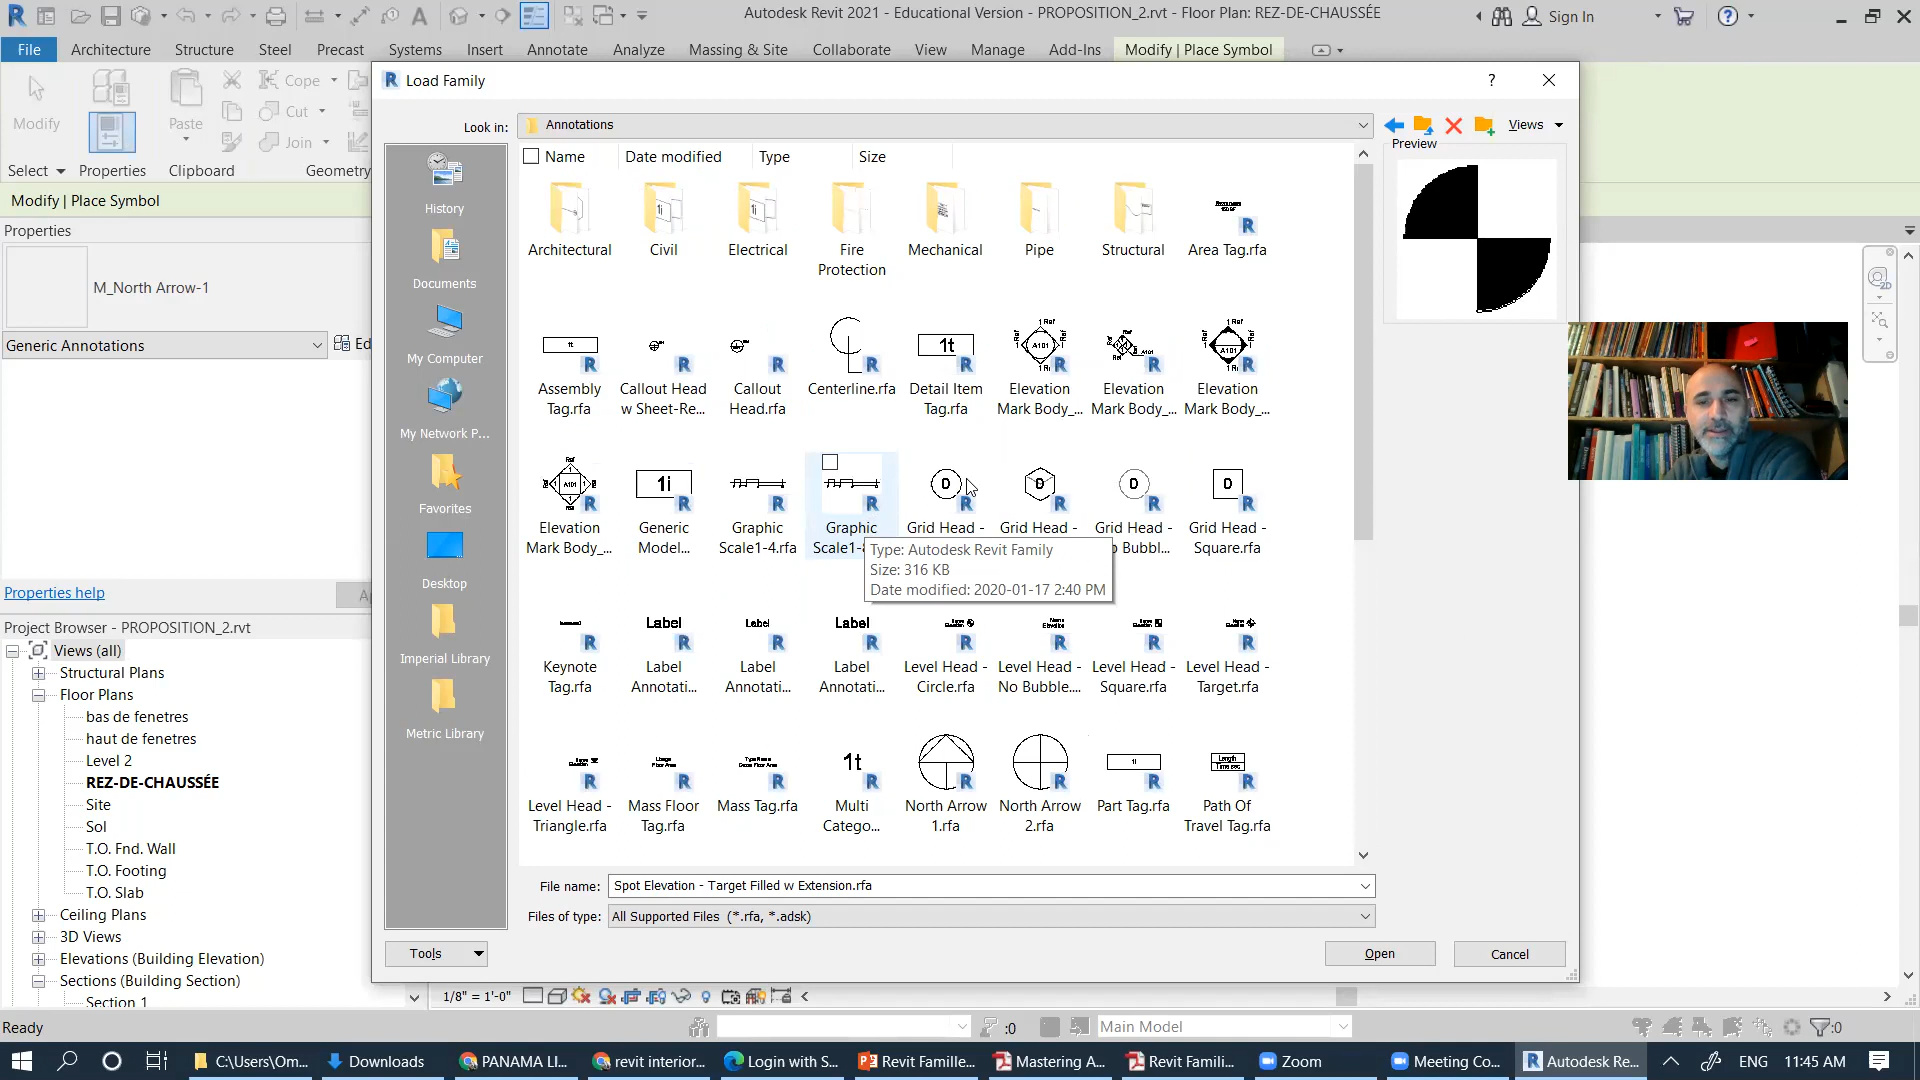 Autodesk Revit 2021 - Educational Version - PROPOSITION_2.rvt - Floor Plan: REZ-DE-CHAUSSÉE
Sign In
File Architecture Structure Steel Precast Systems Insert Annotate Analyze Massing & Site Collaborate View Manage Add-Ins Modify | Place Symbol
Modify
Paste
Cope
Cut
Join
Select Properties Clipboard Geometry
Modify | Place Symbol
Properties
M_North Arrow-1
Generic Annotations
Ed
Properties help
Project Browser - PROPOSITION_2.rvt
Views (all)
Structural Plans
Floor Plans
bas de fenetres
haut de fenetres
Level 2
REZ-DE-CHAUSSÉE
Site
Sol
T.O. Fnd. Wall
T.O. Footing
T.O. Slab
Ceiling Plans
3D Views
Elevations (Building Elevation)
Sections (Building Section)
Section 1
Load Family
Look in: Annotations
Views
Preview
History
Documents
My Computer
My Network P...
Favorites
Desktop
Imperial Library
Metric Library
Name Date modified Type Size
Architectural Civil Electrical Fire Protection Mechanical Pipe Structural Area Tag.rfa
Assembly Tag.rfa Callout Head w Sheet-Re... Callout Head.rfa Centerline.rfa Detail Item Tag.rfa Elevation Mark Body_... Elevation Mark Body_... Elevation Mark Body_...
Elevation Mark Body_... Generic Model... Graphic Scale1-4.rfa Graphic Scale1- Grid Head - Grid Head - Grid Head - Bubbl... Grid Head - Square.rfa
Type: Autodesk Revit Family
Size: 316 KB
Date modified: 2020-01-17 2:40 PM
Keynote Tag.rfa Label Annotati... Label Annotati... Label Annotati... Level Head - Circle.rfa Level Head - No Bubble.... Level Head - Square.rfa Level Head - Target.rfa
Level Head - Triangle.rfa Mass Floor Tag.rfa Mass Tag.rfa Multi Catego... North Arrow 1.rfa North Arrow 2.rfa Part Tag.rfa Path Of Travel Tag.rfa
File name: Spot Elevation - Target Filled w Extension.rfa
Files of type: All Supported Files (*.rfa, *.adsk)
Tools
Open
Cancel
1/8" = 1'-0"
Ready
:0
Main Model
:0
C:\Users\Om... Downloads PANAMA LI... revit interior... Login with S... Revit Famille... Mastering A... Revit Famili... Zoom Meeting Co... Autodesk Re...
ENG 11:45 AM